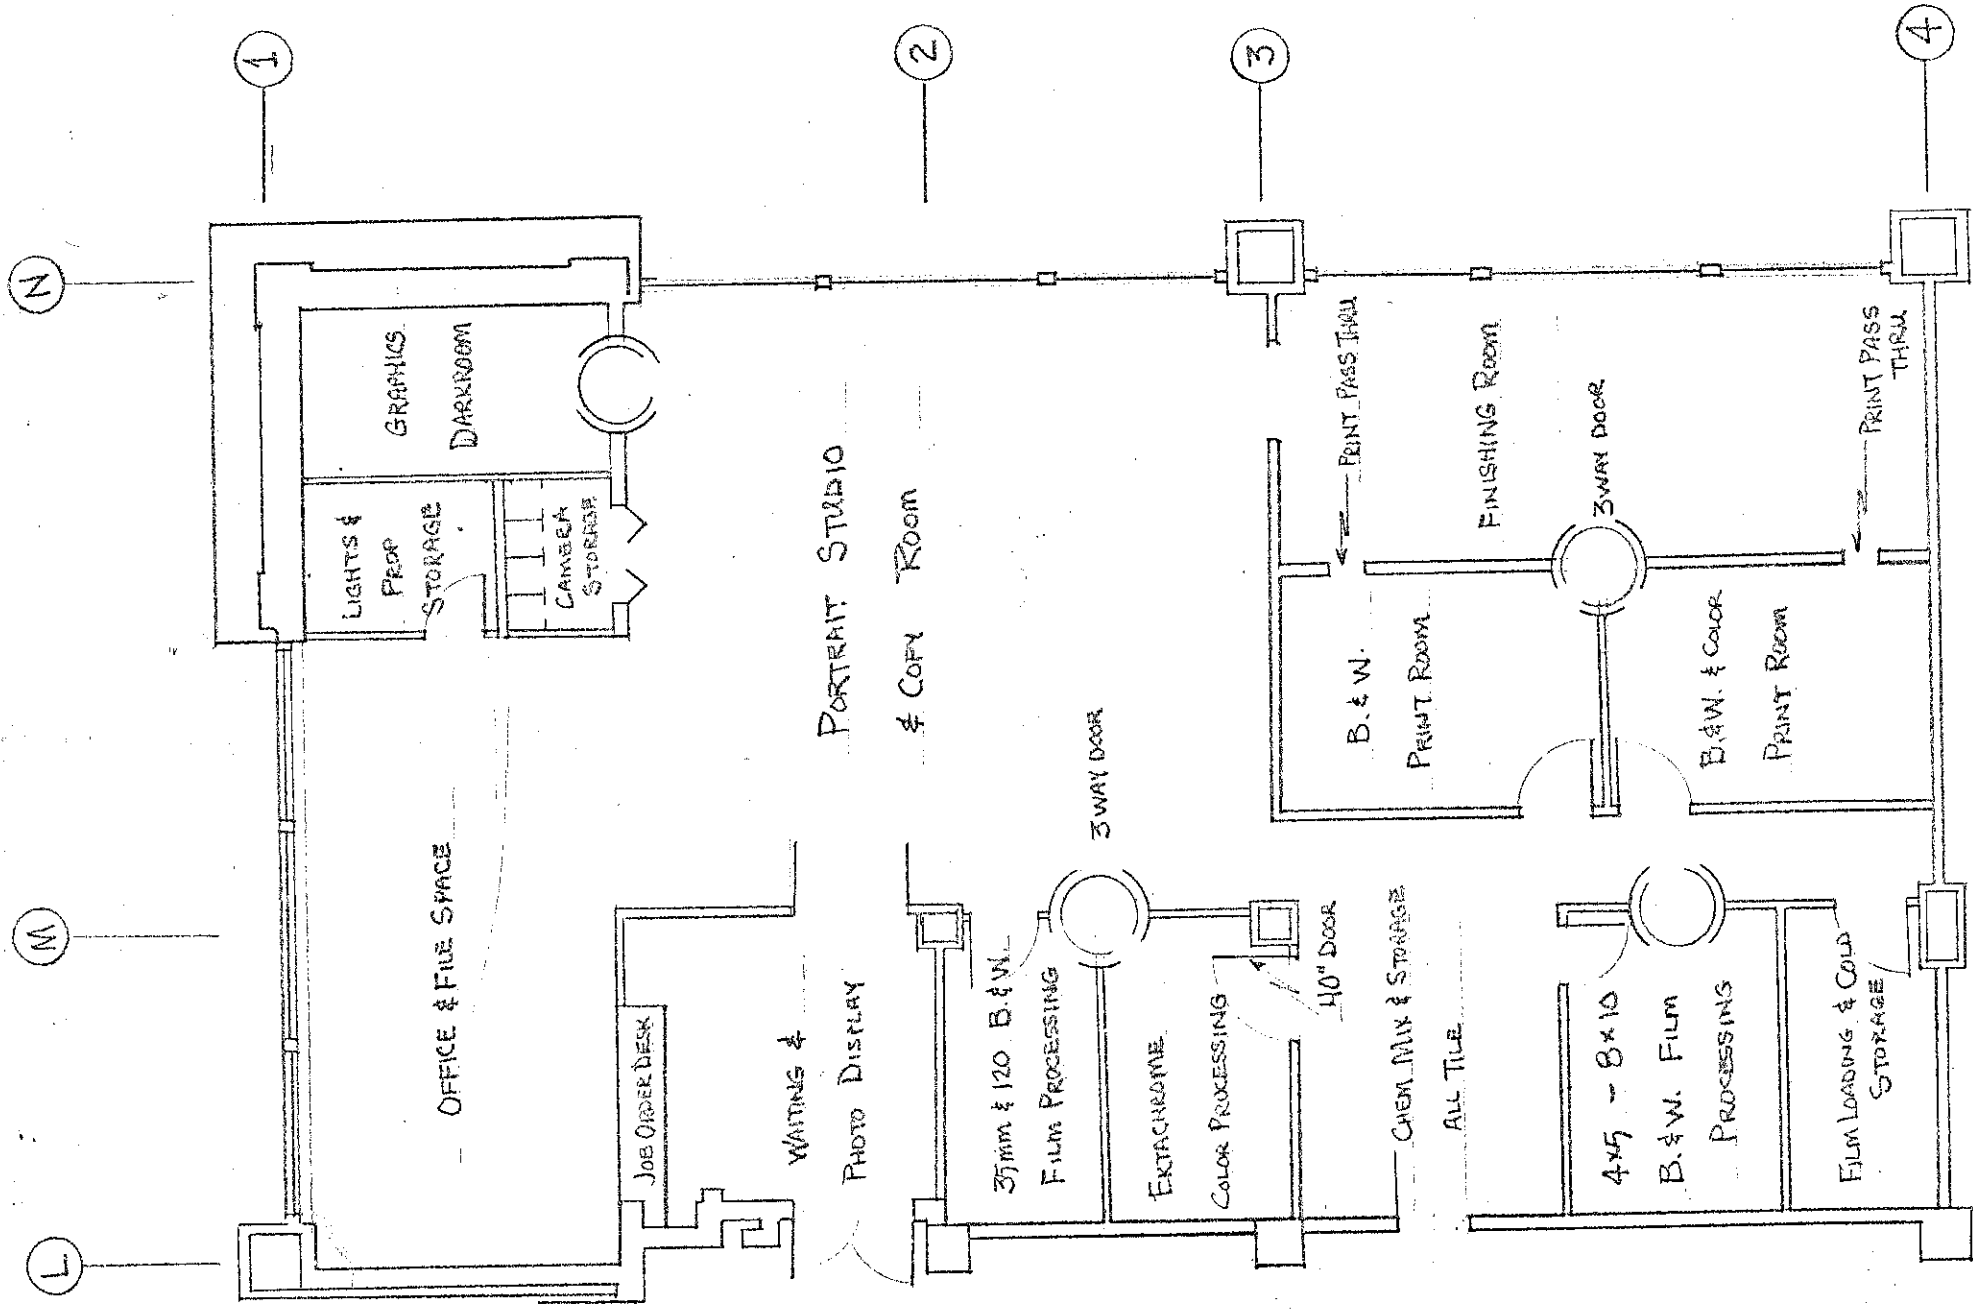 L
M
N
1
2
3
4
OFFICE & FILE SPACE
LIGHTS &
PROP
STORAGE
GRAPHICS
DARKROOM
CAMERA
STORAGE
JOB ORDER DESK
WAITING &
PHOTO DISPLAY
PORTRAIT STUDIO
& COPY ROOM
35mm & 120 B.&W.
FILM PROCESSING
3 WAY DOOR
EKTACHROME
COLOR PROCESSING
40" DOOR
CHEM. MIX & STORAGE
ALL TILE
B. & W.
PRINT ROOM
PRINT PASS THRU
FINISHING ROOM
3 WAY DOOR
4x5 - 8x10
B. & W. FILM
PROCESSING
B.&W. & COLOR
PRINT ROOM
FILM LOADING & COLD
STORAGE
PRINT PASS
THRU